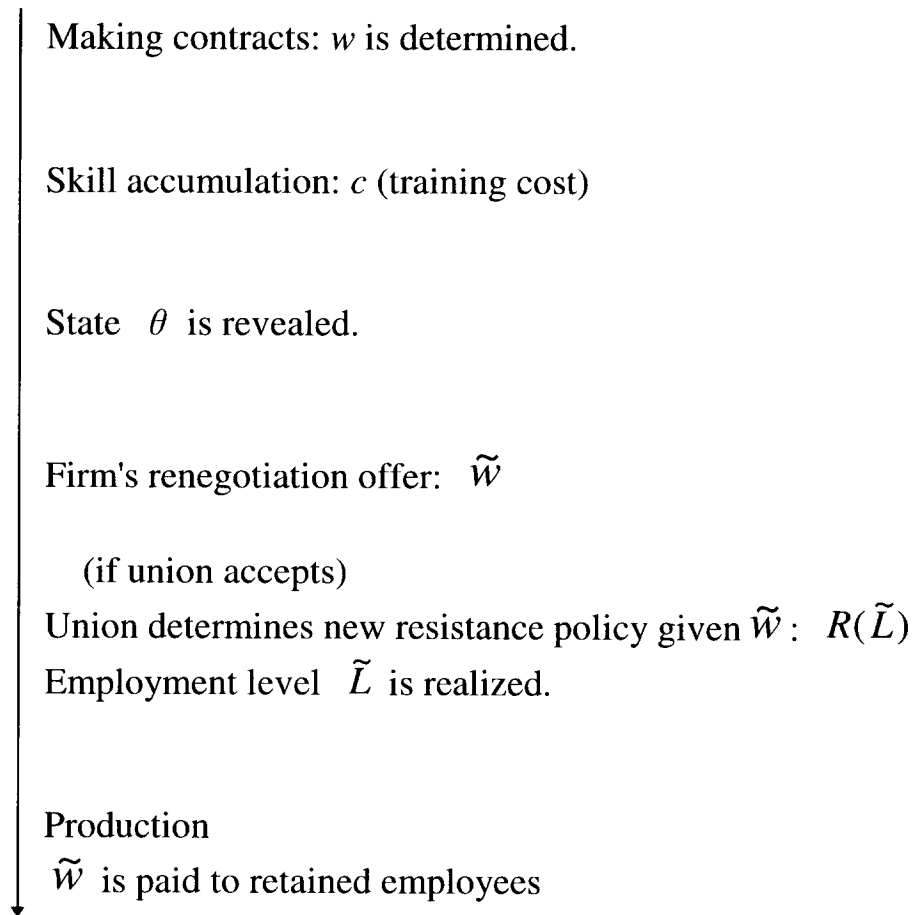 Making contracts: w is determined.
Skill accumulation: c (training cost)
State θ is revealed.
Firm's renegotiation offer: w̃
(if union accepts)
Union determines new resistance policy given w̃ : R(L̃)
Employment level L̃ is realized.
Production
w̃ is paid to retained employees